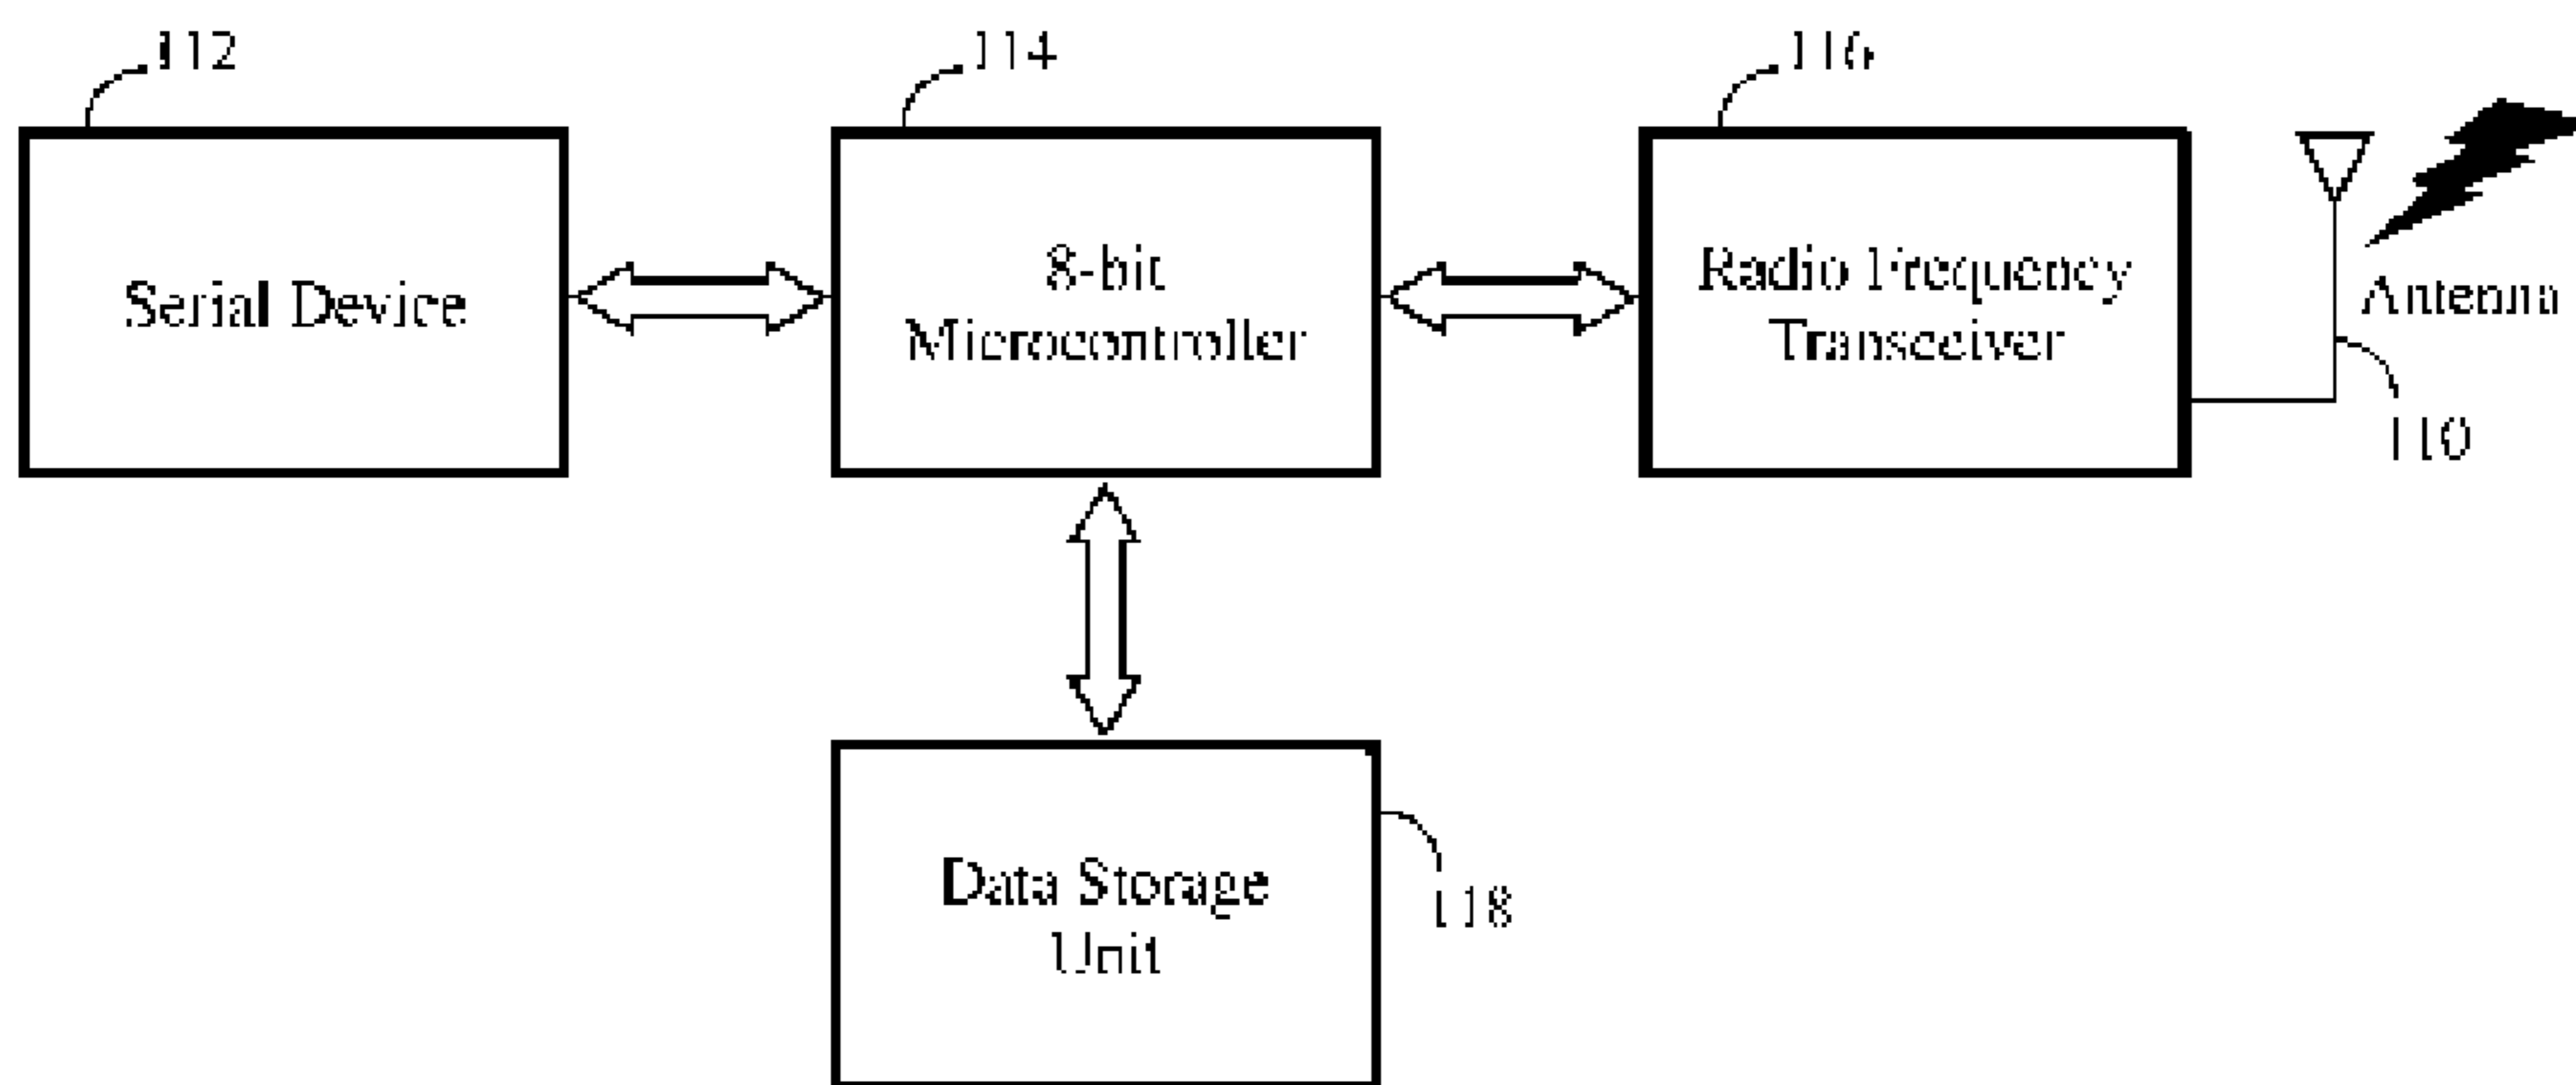 112
114
116
Serial Device
8-bit
Microcontroller
Radio Frequency
Transceiver
Antenna
110
Data Storage
Unit
118